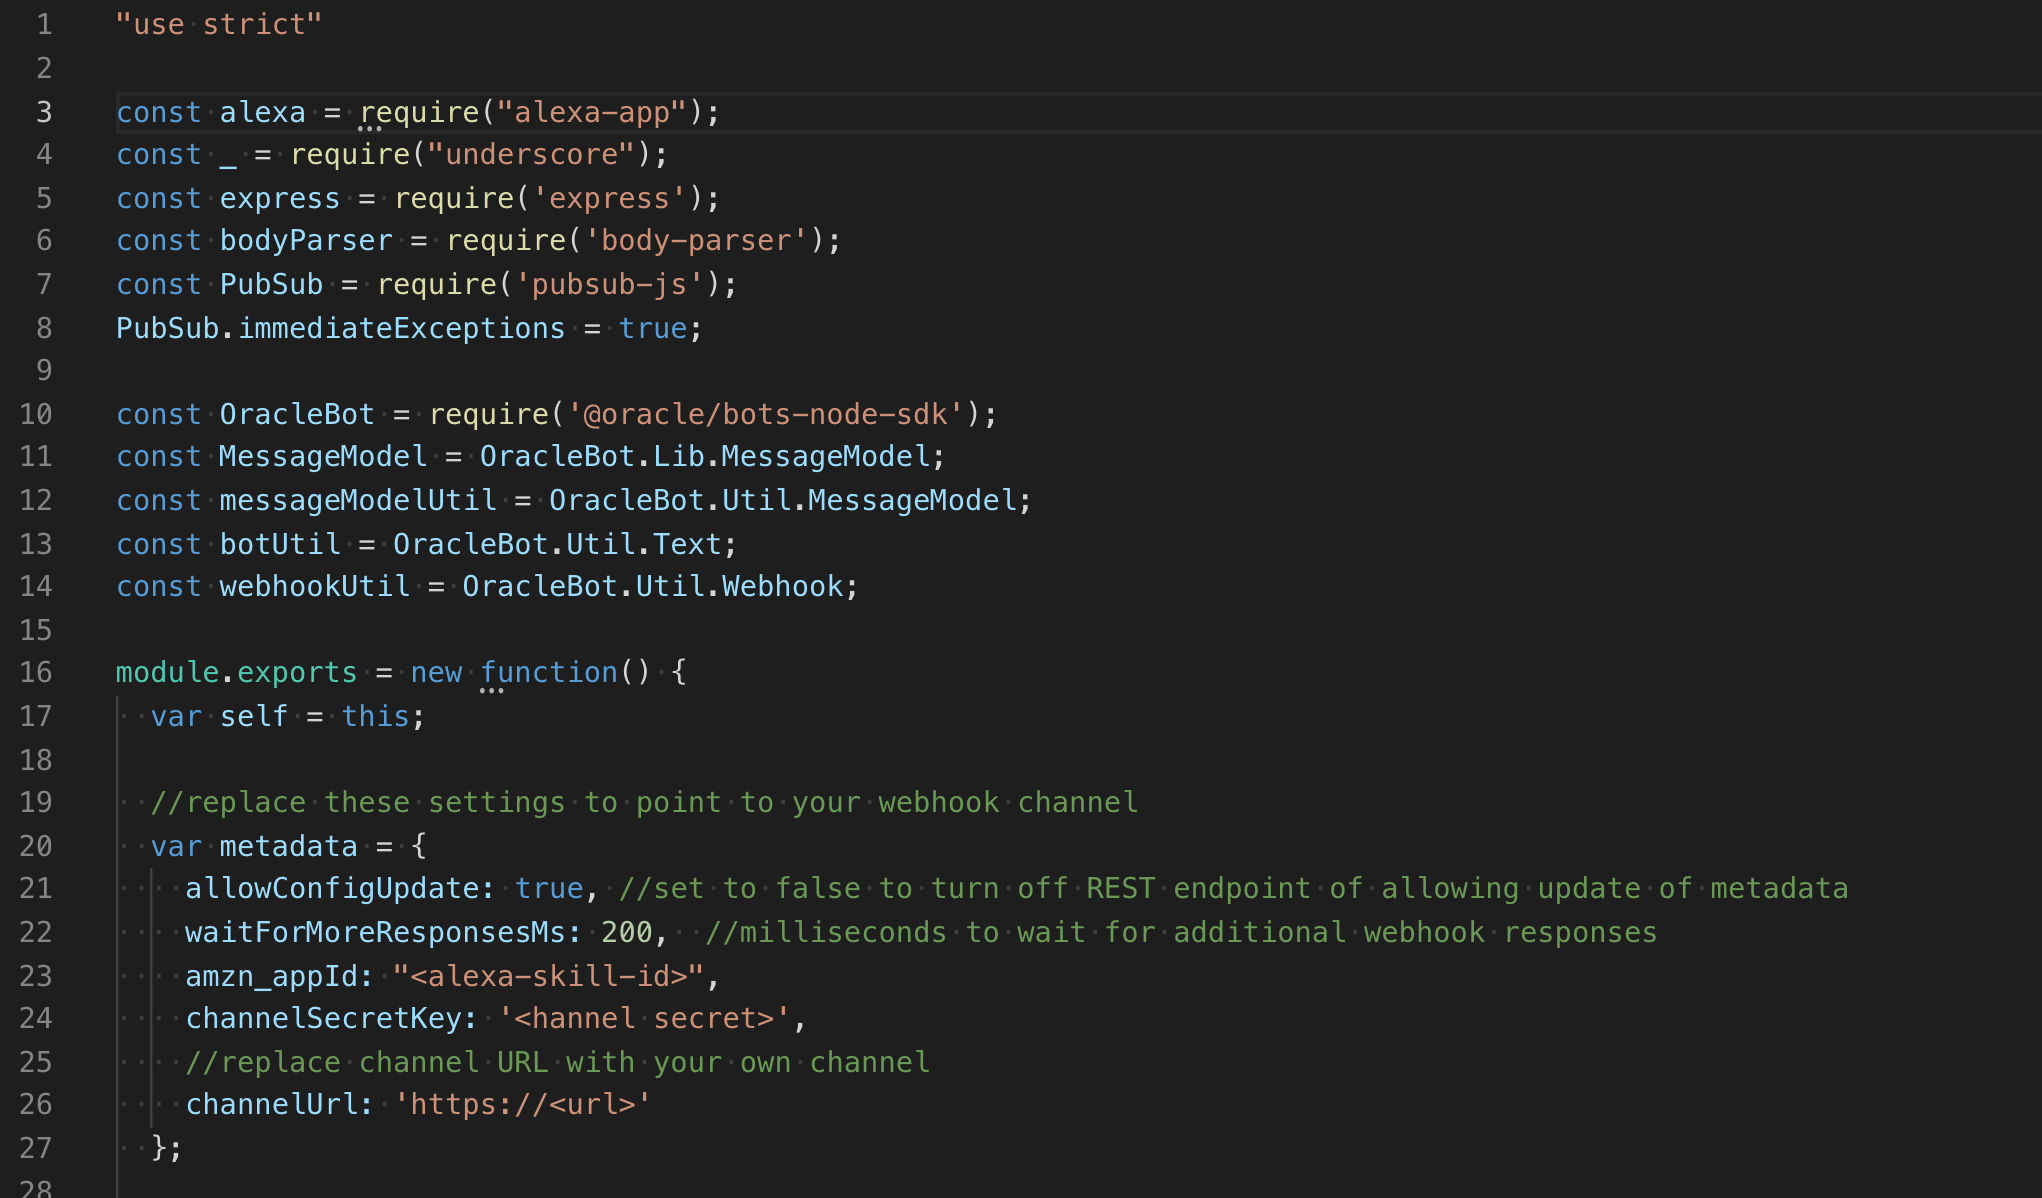 1 "use strict"
2
3 const alexa = require("alexa-app");
4 const _ = require("underscore");
5 const express = require('express');
6 const bodyParser = require('body-parser');
7 const PubSub = require('pubsub-js');
8 PubSub.immediateExceptions = true;
9
10 const OracleBot = require('@oracle/bots-node-sdk');
11 const MessageModel = OracleBot.Lib.MessageModel;
12 const messageModelUtil = OracleBot.Util.MessageModel;
13 const botUtil = OracleBot.Util.Text;
14 const webhookUtil = OracleBot.Util.Webhook;
15
16 module.exports = new function() {
17   var self = this;
18
19   //replace these settings to point to your webhook channel
20   var metadata = {
21     allowConfigUpdate: true, //set to false to turn off REST endpoint of allowing update of metadata
22     waitForMoreResponsesMs: 200,  //milliseconds to wait for additional webhook responses
23     amzn_appId: "<alexa-skill-id>",
24     channelSecretKey: '<hannel secret>',
25     //replace channel URL with your own channel
26     channelUrl: 'https://<url>'
27   };
28